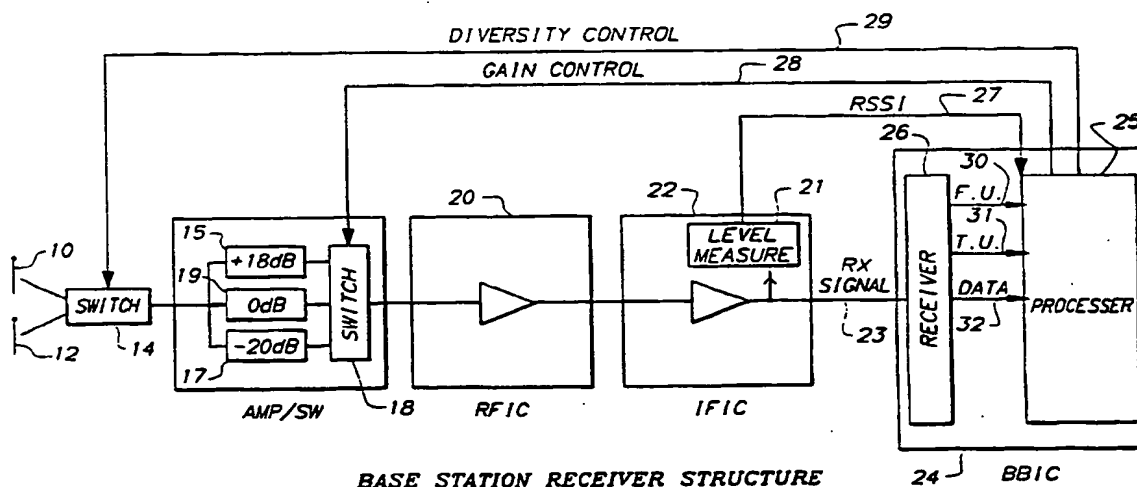 DIVERSITY CONTROL
29
GAIN CONTROL
28
RSSI
27
25
26
30
F.U.
31
T.U.
DATA
32
PROCESSER
RECEIVER
20
22
21
LEVEL
MEASURE
RX
SIGNAL
23
10
12
SWITCH
14
15
+18dB
19
0dB
-20dB
17
SWITCH
18
AMP/SW
RFIC
IFIC
24
BBIC
BASE STATION RECEIVER STRUCTURE